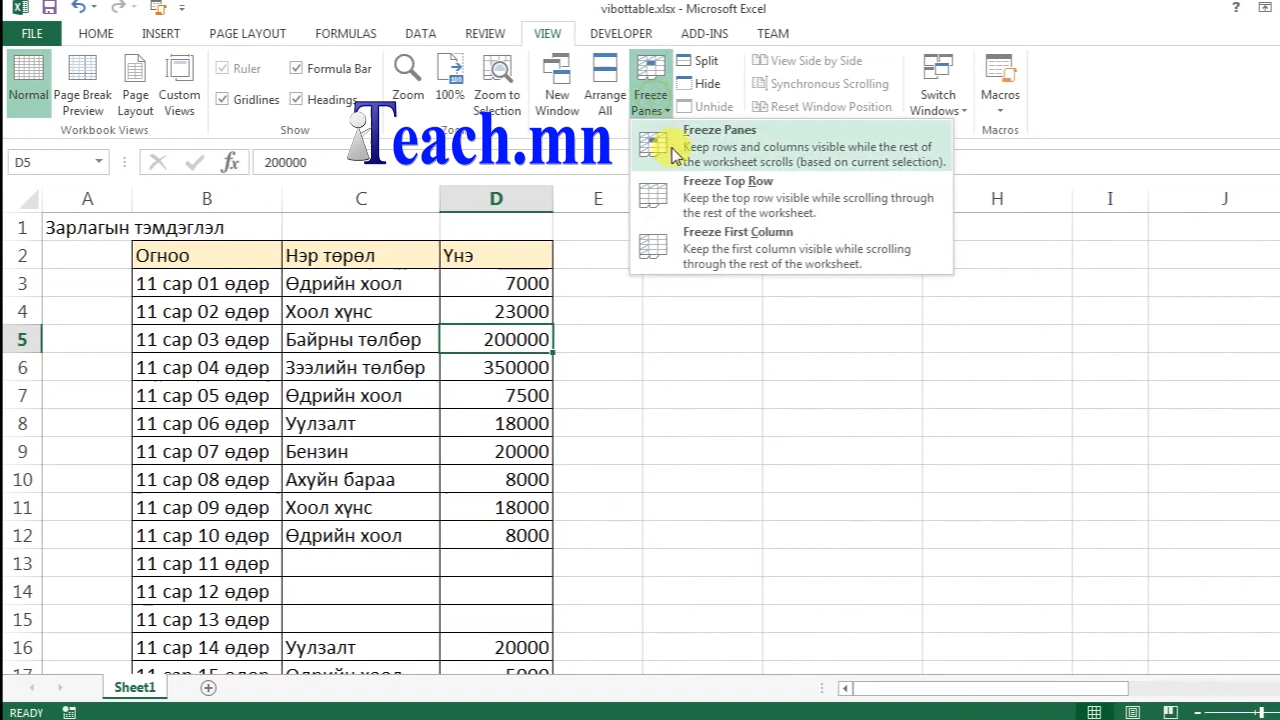 vibottable.xlsx - Microsoft Excel
FILE HOME INSERT PAGE LAYOUT FORMULAS DATA REVIEW VIEW DEVELOPER ADD-INS TEAM
Normal Page Break Preview Page Layout Custom Views
Workbook Views
Ruler Formula Bar
Gridlines Headings
Show
Zoom 100% Zoom to Selection
New Window Arrange All Freeze Panes
Split
Hide
Unhide
View Side by Side
Synchronous Scrolling
Reset Window Position
Switch Windows
Macros
Macros
Teach.mn
Freeze Panes
Keep rows and columns visible while the rest of
the worksheet scrolls (based on current selection).
Freeze Top Row
Keep the top row visible while scrolling through
the rest of the worksheet.
Freeze First Column
Keep the first column visible while scrolling
through the rest of the worksheet.
D5 fx 200000
A B C D E H I J
1 Зарлагын тэмдэглэл
2 Огноо Нэр төрөл Үнэ
3 11 сар 01 өдөр Өдрийн хоол 7000
4 11 сар 02 өдөр Хоол хүнс 23000
5 11 сар 03 өдөр Байрны төлбөр 200000
6 11 сар 04 өдөр Зээлийн төлбөр 350000
7 11 сар 05 өдөр Өдрийн хоол 7500
8 11 сар 06 өдөр Уулзалт 18000
9 11 сар 07 өдөр Бензин 20000
10 11 сар 08 өдөр Ахуйн бараа 8000
11 11 сар 09 өдөр Хоол хүнс 18000
12 11 сар 10 өдөр Өдрийн хоол 8000
13 11 сар 11 өдөр
14 11 сар 12 өдөр
15 11 сар 13 өдөр
16 11 сар 14 өдөр Уулзалт 20000
17 11 сар 15 өдөр Өдрийн хоол 5000
Sheet1
READY